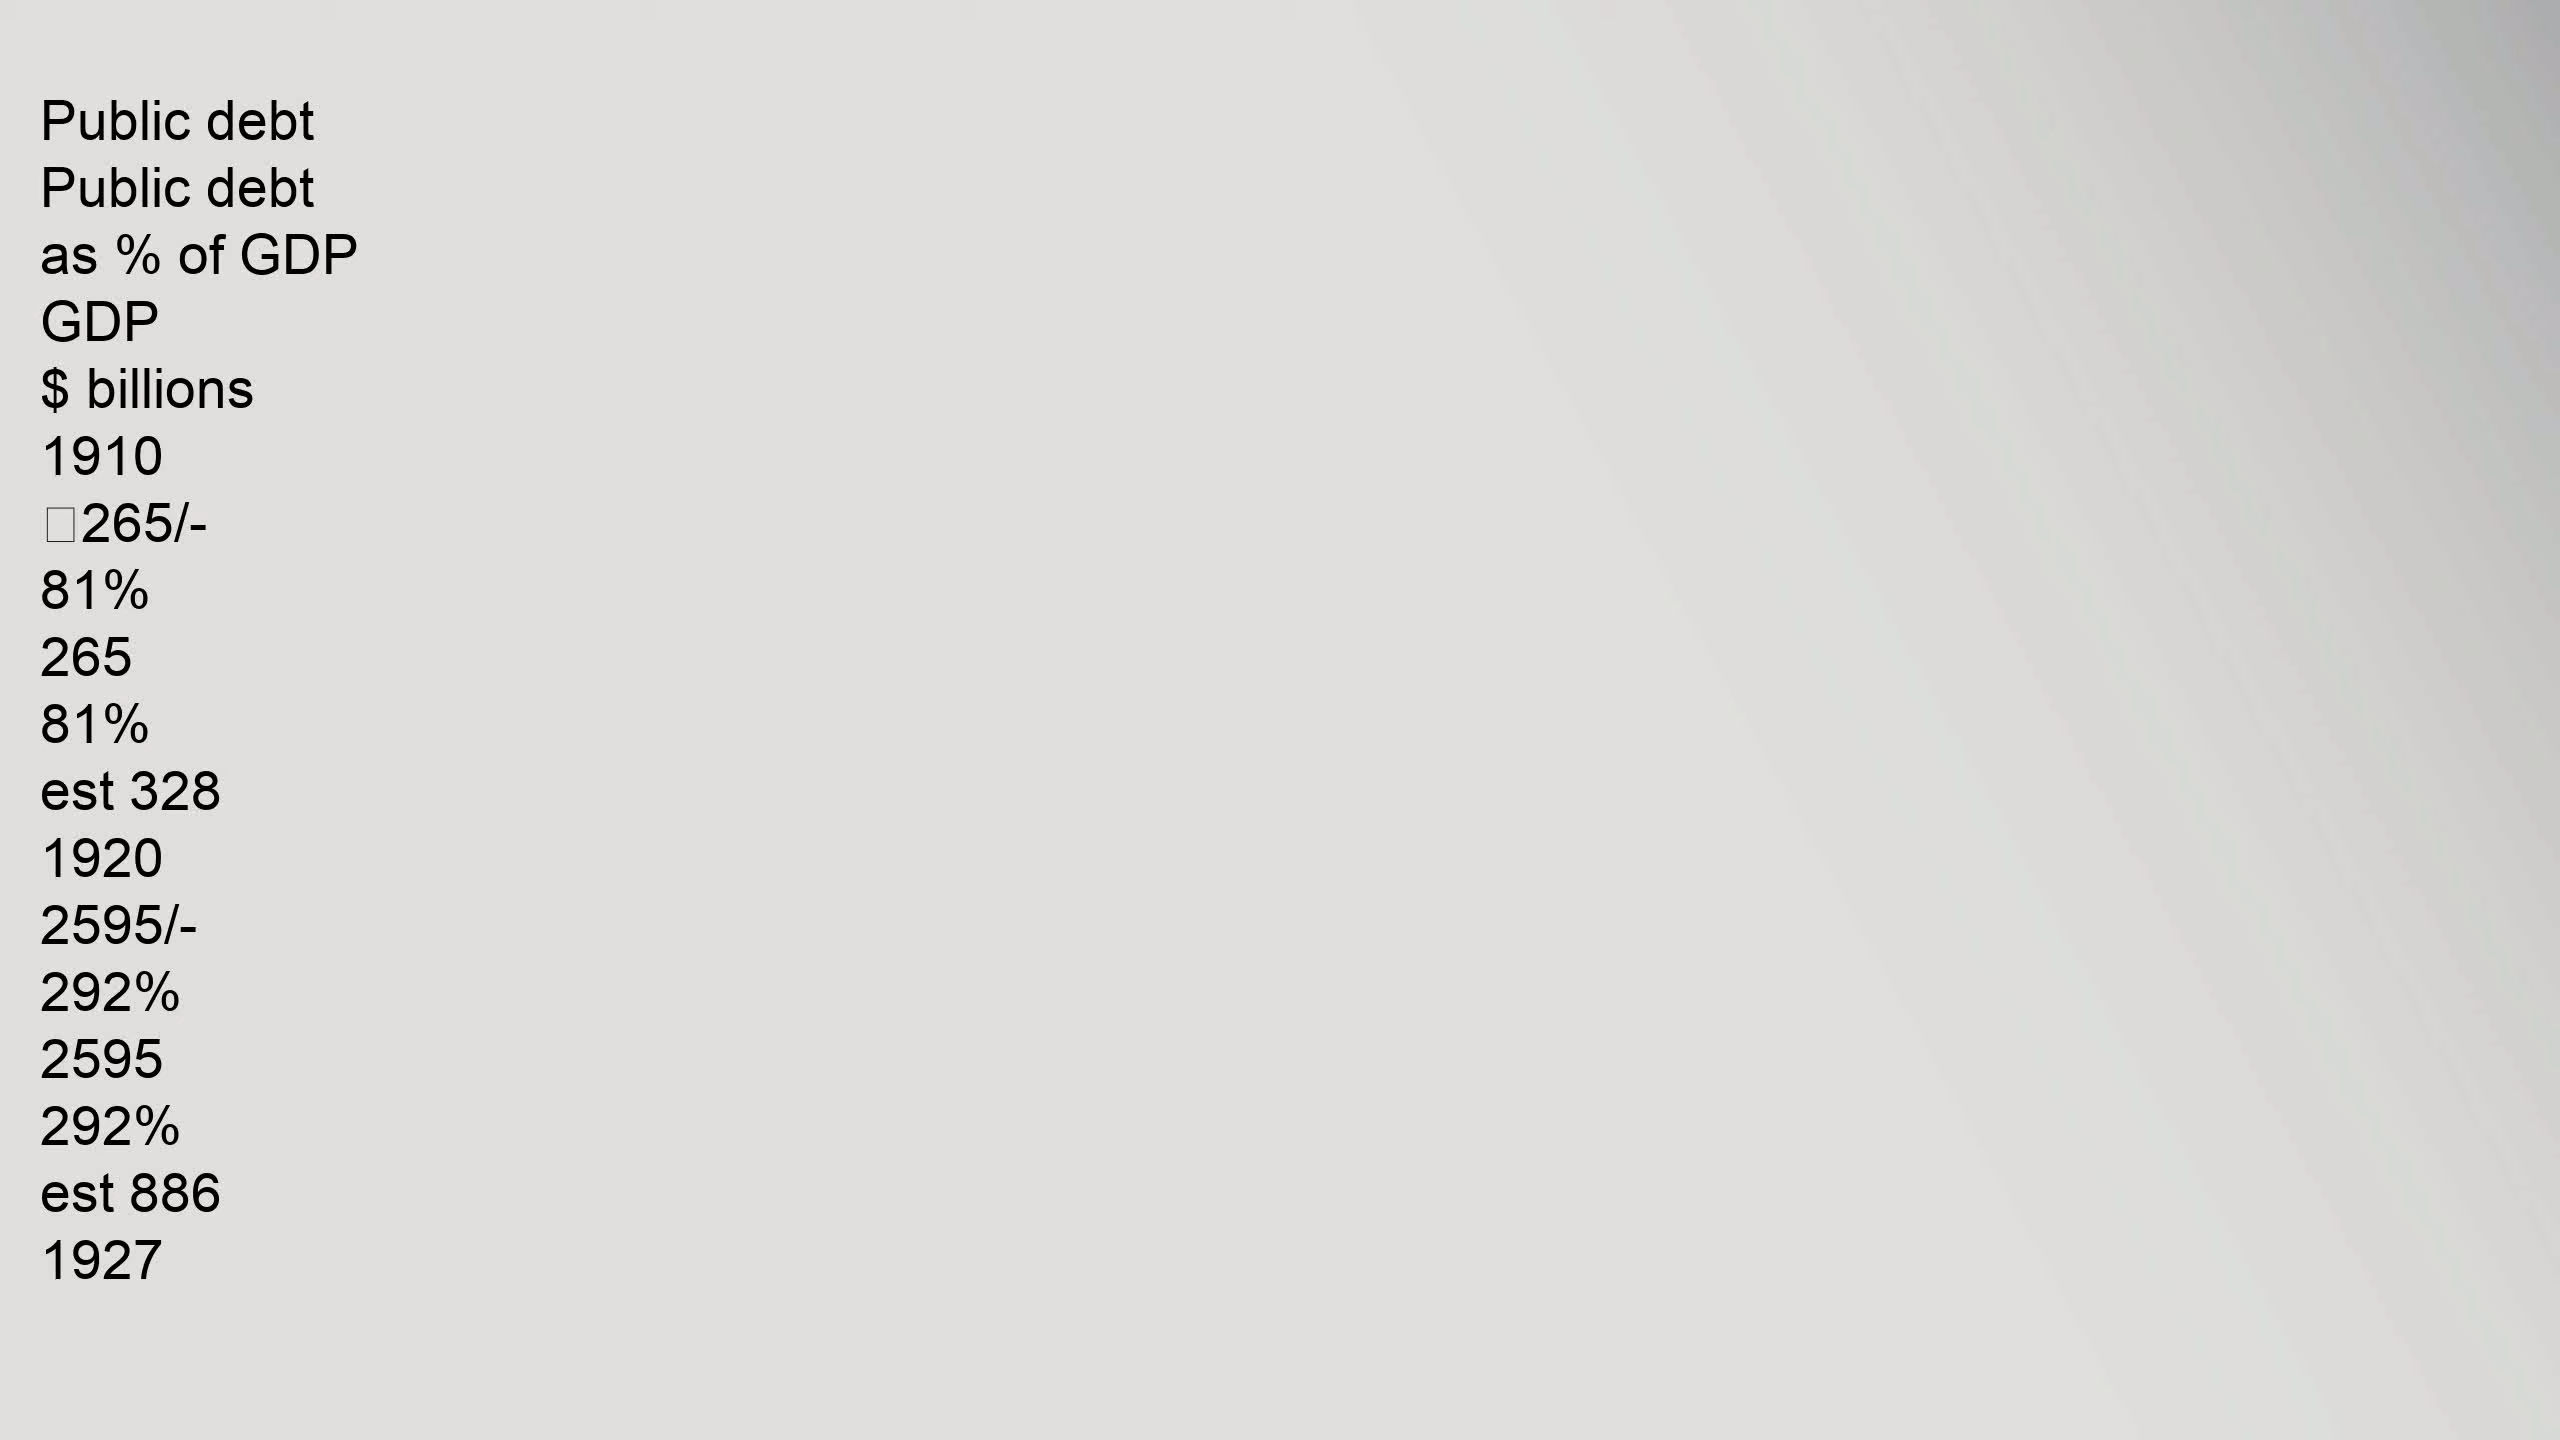 Public debt
Public debt
as % of GDP
GDP
$ billions
1910
□265/-
81%
265
81%
est 328
1920
2595/-
292%
2595
292%
est 886
1927